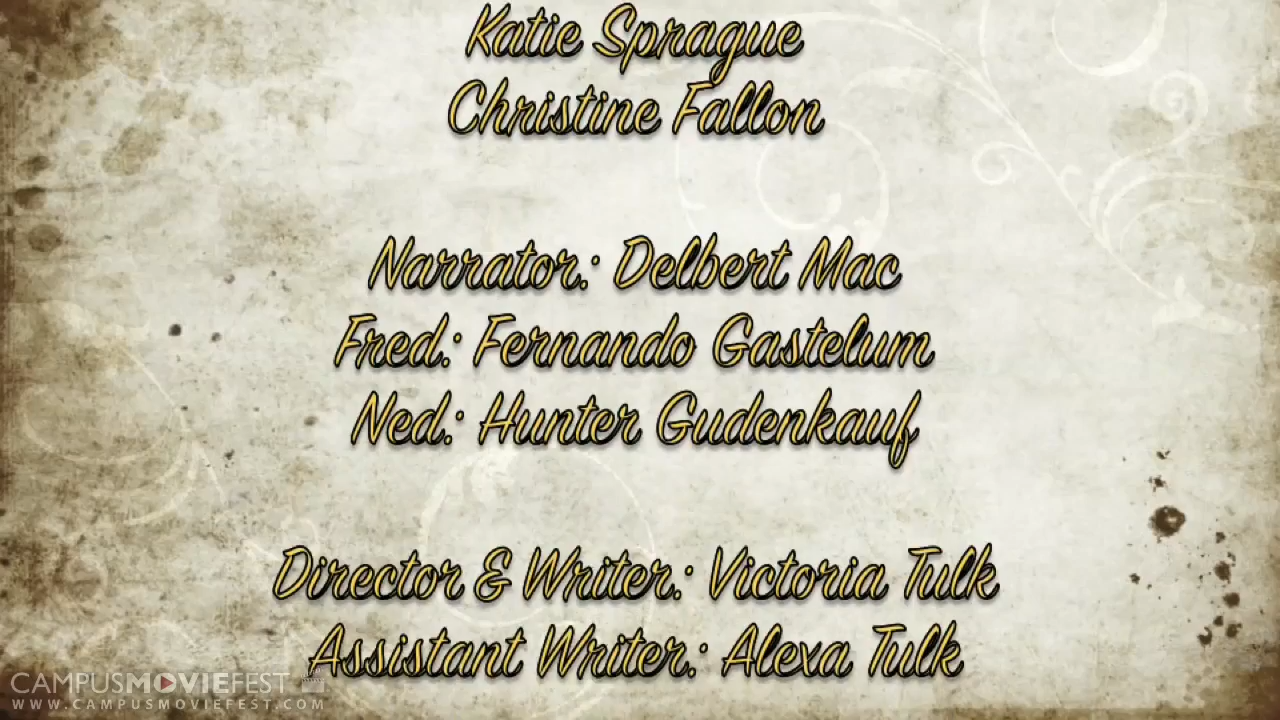 Katie Sprague
Christine Fallon
Narrator: Delbert Mac
Fred: Fernando Gastelum
Ned: Hunter Gudenkauf
Director & Writer: Victoria Tulk
Assistant Writer: Alexa Tulk
CAMPUSMOVIEFEST
WWW.CAMPUSMOVIEFEST.COM